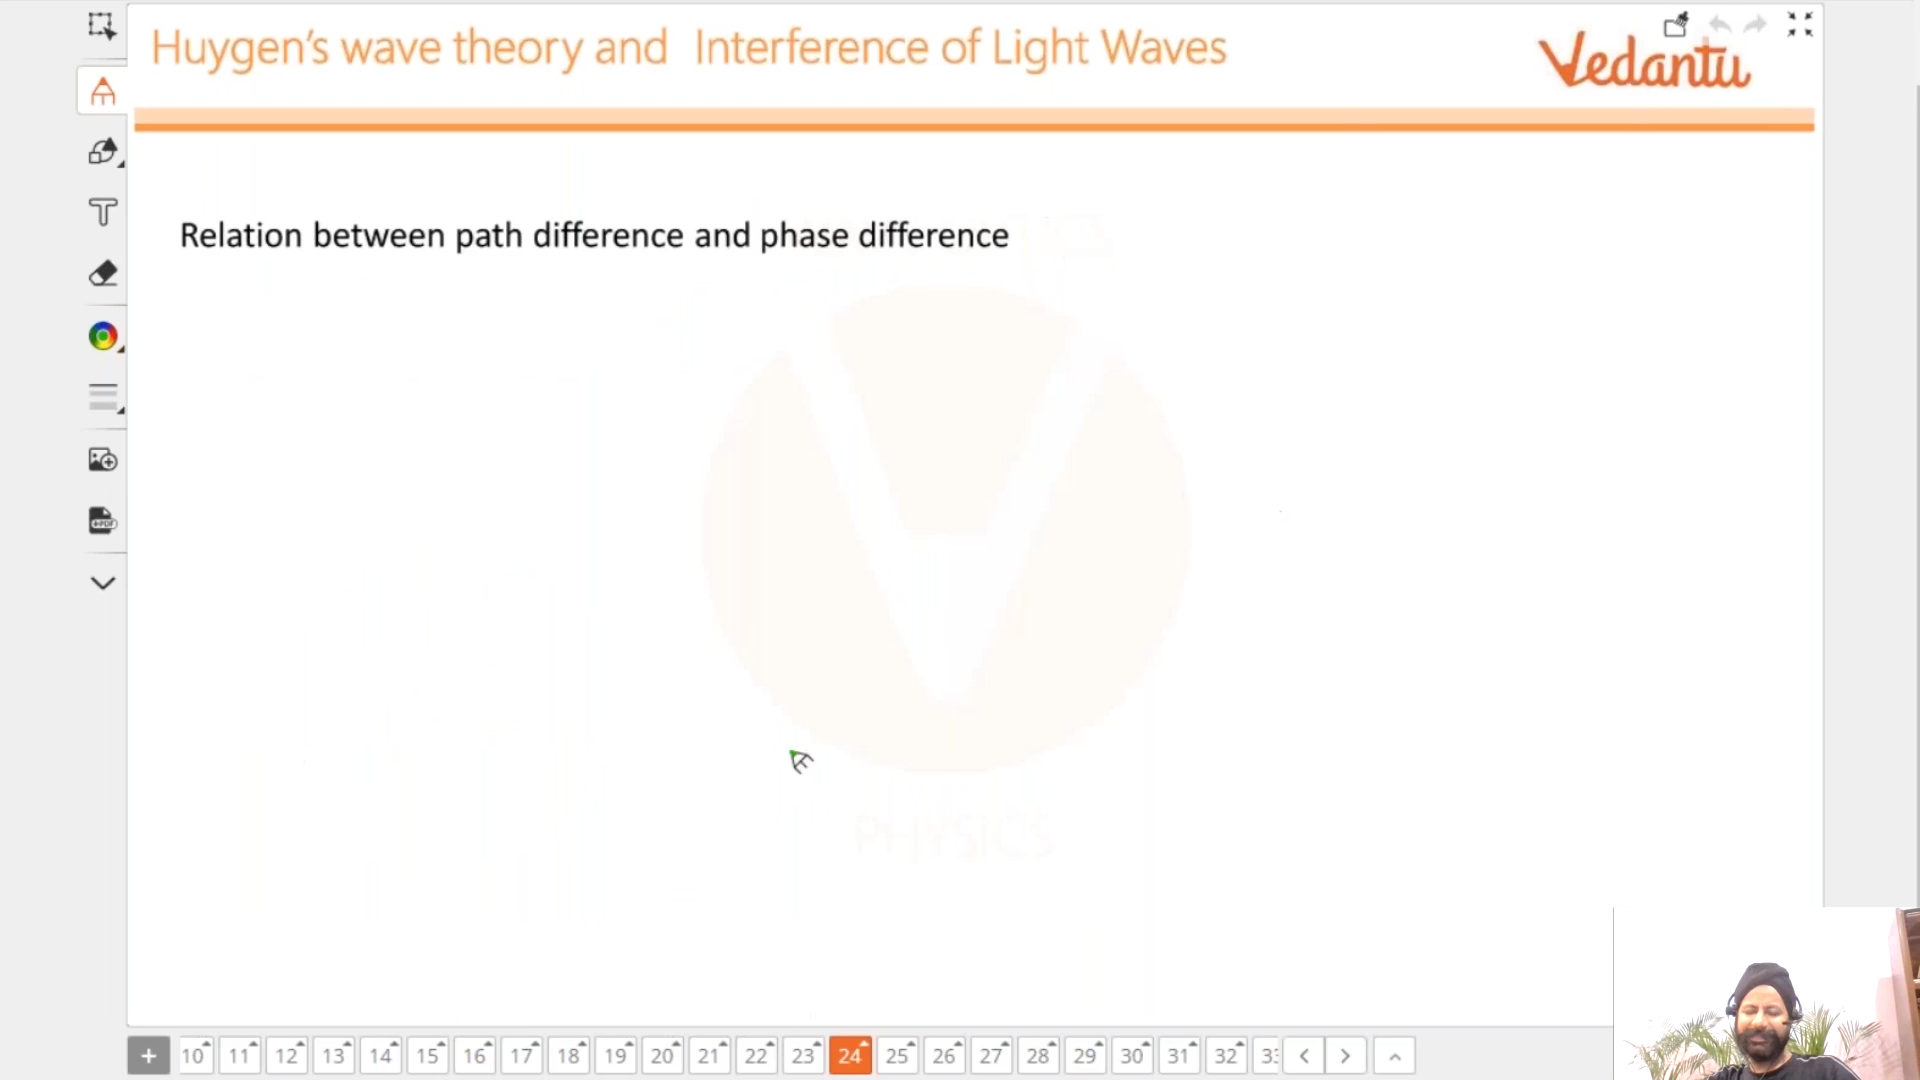 Huygen's wave theory and Interference of Light Waves
Vedantu
Relation between path difference and phase difference
PHYSICS
+ 10 11 12 13 14 15 16 17 18 19 20 21 22 23 24 25 26 27 28 29 30 31 32 < >